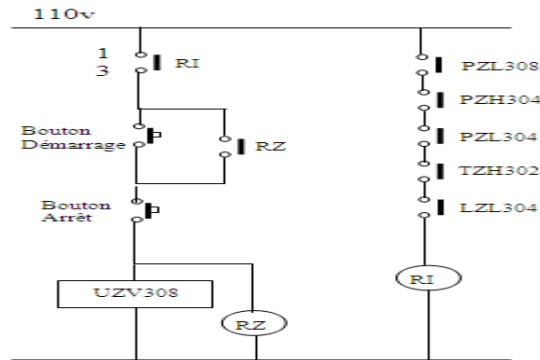 110v
1
3
RI
Bouton
Démarrage
RZ
Bouton
Arrêt
UZV308
RZ
PZL308
PZH304
PZL304
TZH302
LZL304
RI